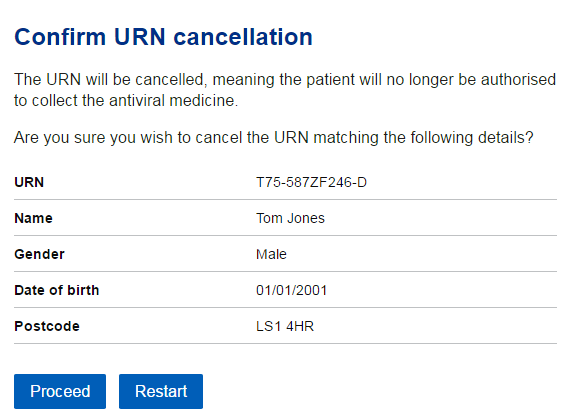 Confirm URN cancellation
The URN will be cancelled, meaning the patient will no longer be authorised
to collect the antiviral medicine.
Are you sure you wish to cancel the URN matching the following details?
URN T75-587ZF246-D
Name Tom Jones
Gender Male
Date of birth 01/01/2001
Postcode LS1 4HR
Proceed Restart